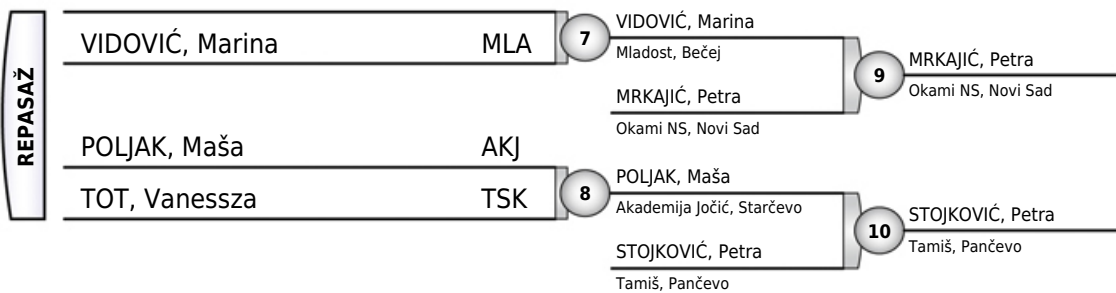 REPASAŽ
VIDOVIĆ, Marina MLA
POLJAK, Maša AKJ
TOT, Vanessza TSK
7
VIDOVIĆ, Marina
Mladost, Bečej
MRKAJIĆ, Petra
Okami NS, Novi Sad
8
POLJAK, Maša
Akademija Jočić, Starčevo
STOJKOVIĆ, Petra
Tamiš, Pančevo
9
MRKAJIĆ, Petra
Okami NS, Novi Sad
10
STOJKOVIĆ, Petra
Tamiš, Pančevo